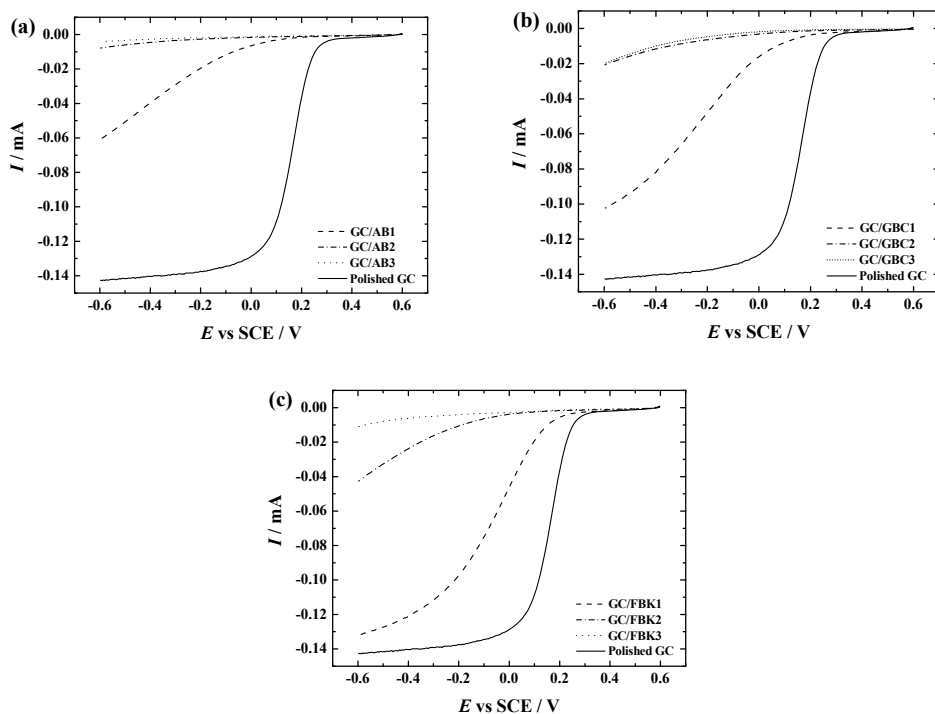 (a)
0.00
-0.02
-0.04
-0.06
-0.08
-0.10
-0.12
-0.14
I / mA
GC/AB1
GC/AB2
GC/AB3
Polished GC
-0.6 -0.4 -0.2 0.0 0.2 0.4 0.6
E vs SCE / V
(b)
0.00
-0.02
-0.04
-0.06
-0.08
-0.10
-0.12
-0.14
I / mA
GC/GBC1
GC/GBC2
GC/GBC3
Polished GC
-0.6 -0.4 -0.2 0.0 0.2 0.4 0.6
E vs SCE / V
(c)
0.00
-0.02
-0.04
-0.06
-0.08
-0.10
-0.12
-0.14
I / mA
GC/FBK1
GC/FBK2
GC/FBK3
Polished GC
-0.6 -0.4 -0.2 0.0 0.2 0.4 0.6
E vs SCE / V